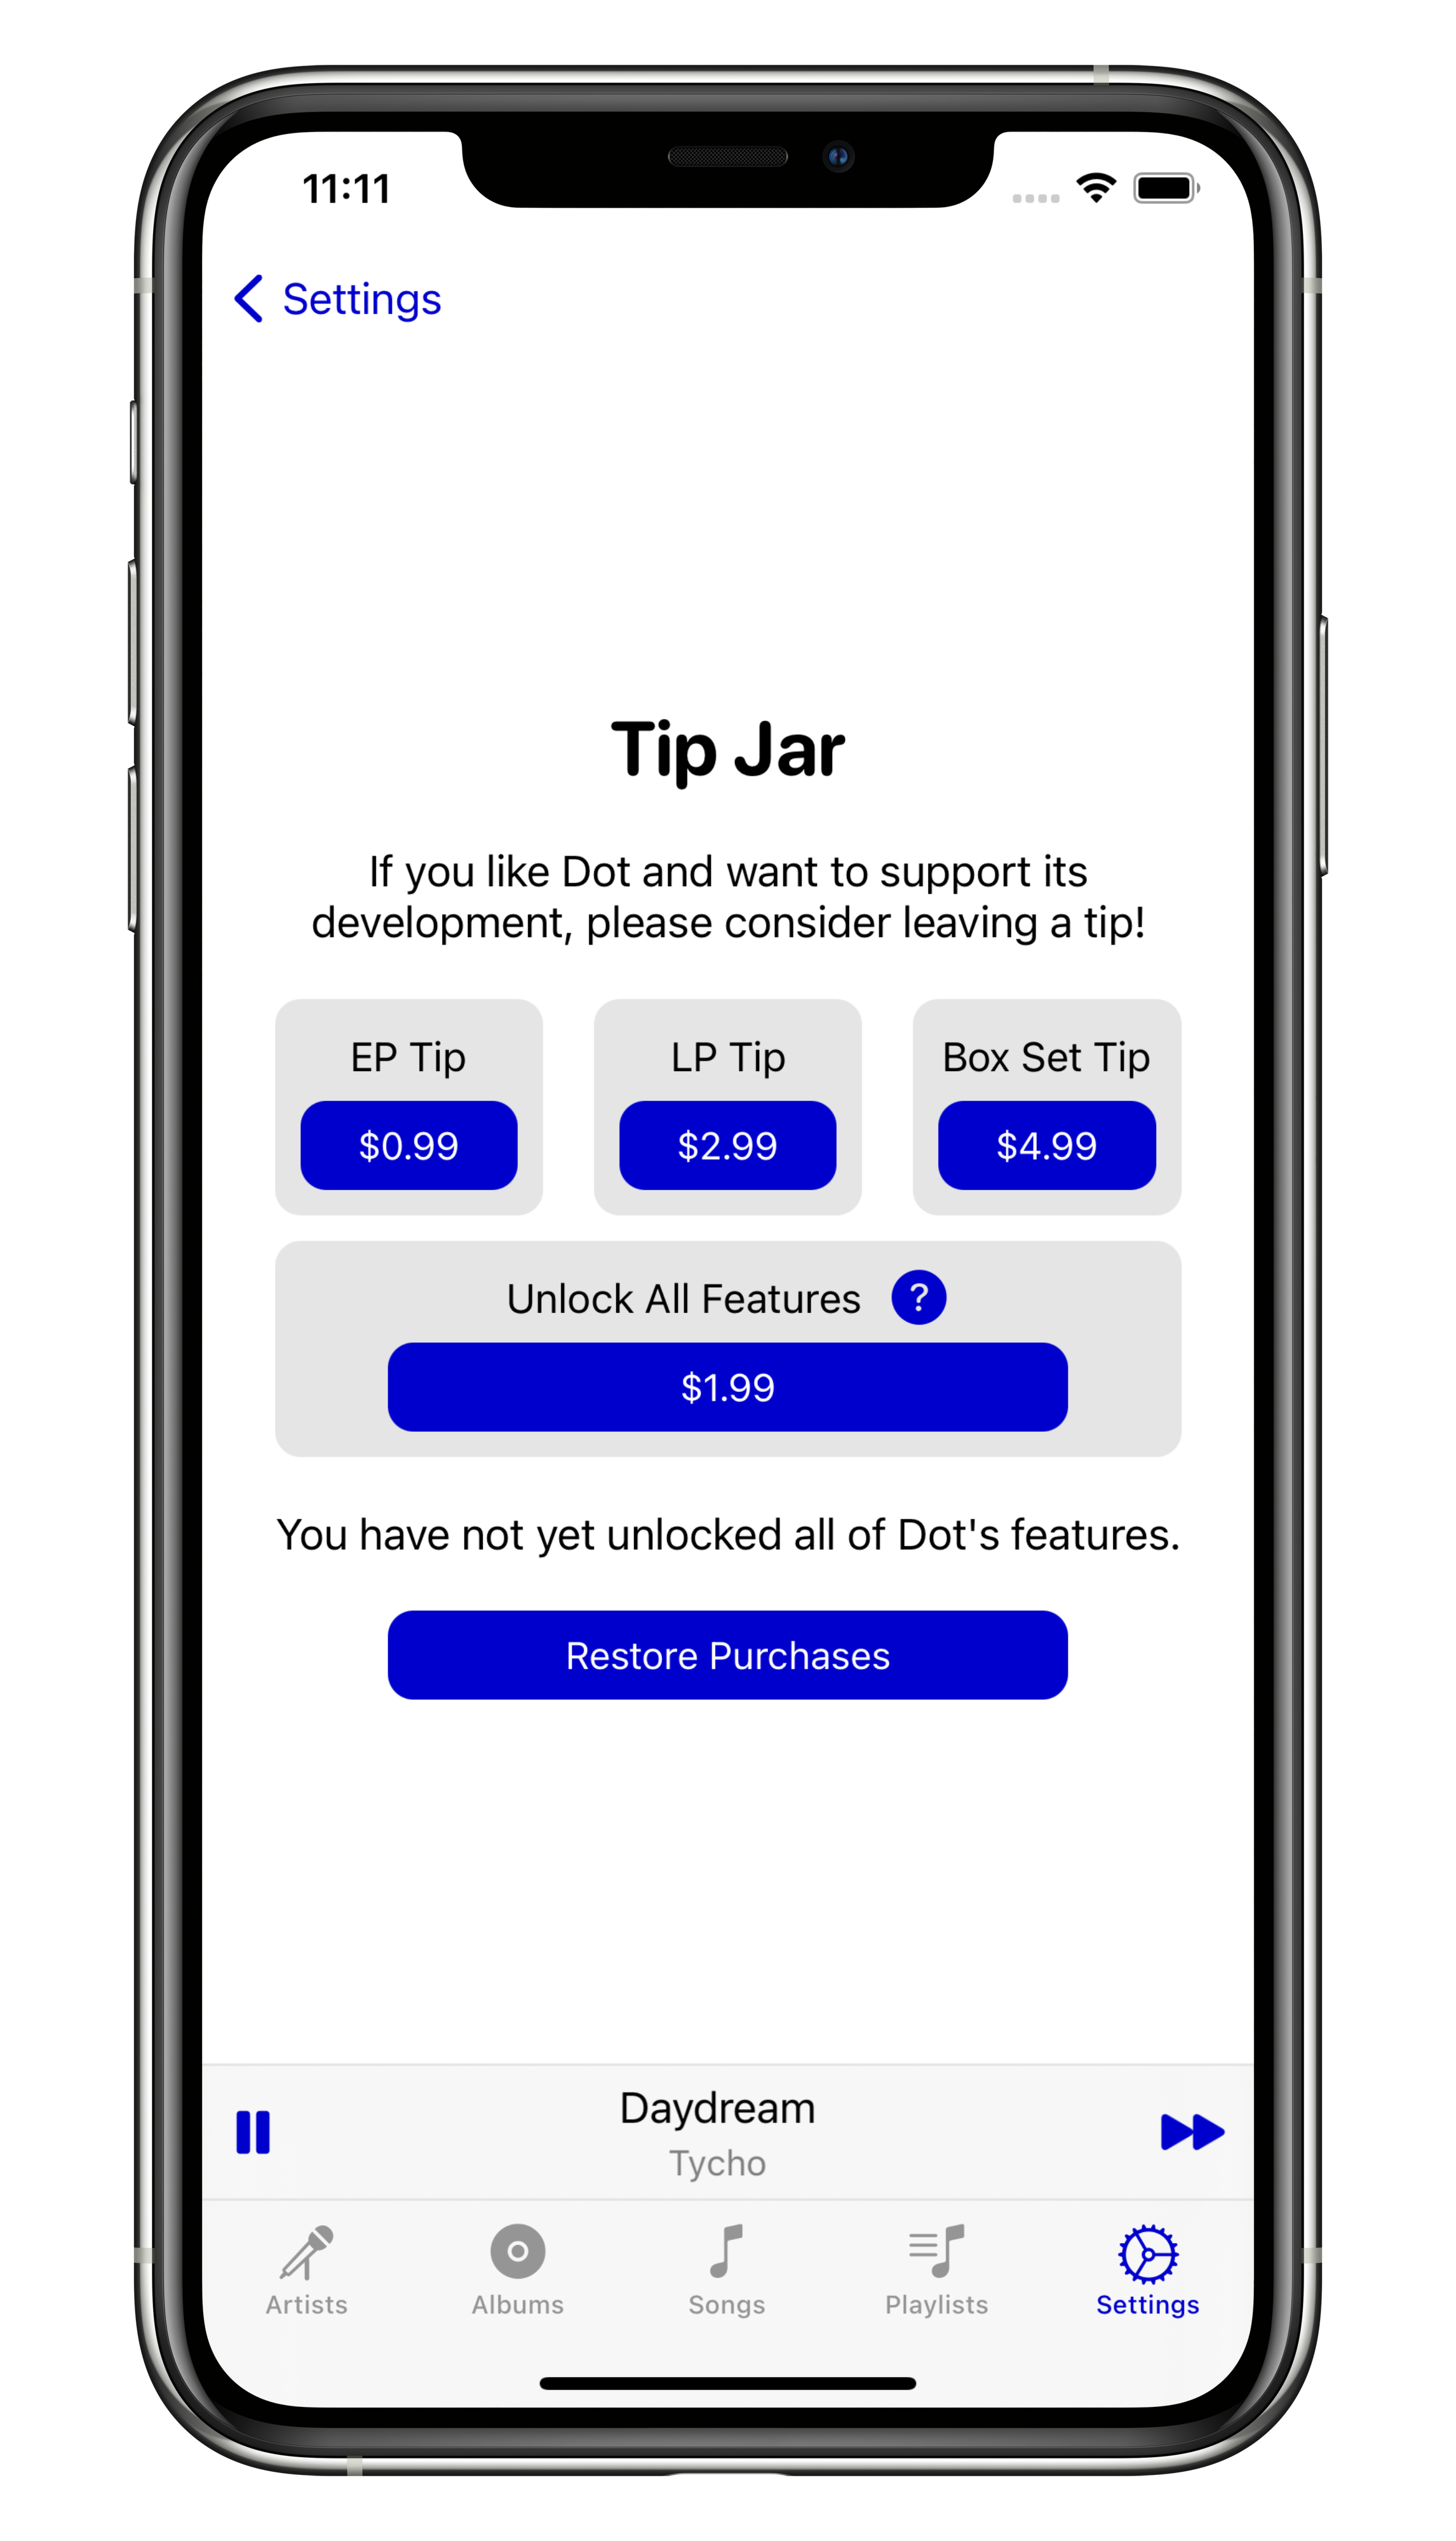 11:11
Settings
Tip Jar
If you like Dot and want to support its
development, please consider leaving a tip!
EP Tip
LP Tip
Box Set Tip
$0.99
$2.99
$4.99
Unlock All Features ?
$1.99
You have not yet unlocked all of Dot's features.
Restore Purchases
Daydream
Tycho
Artists
Albums
Songs
Playlists
Settings